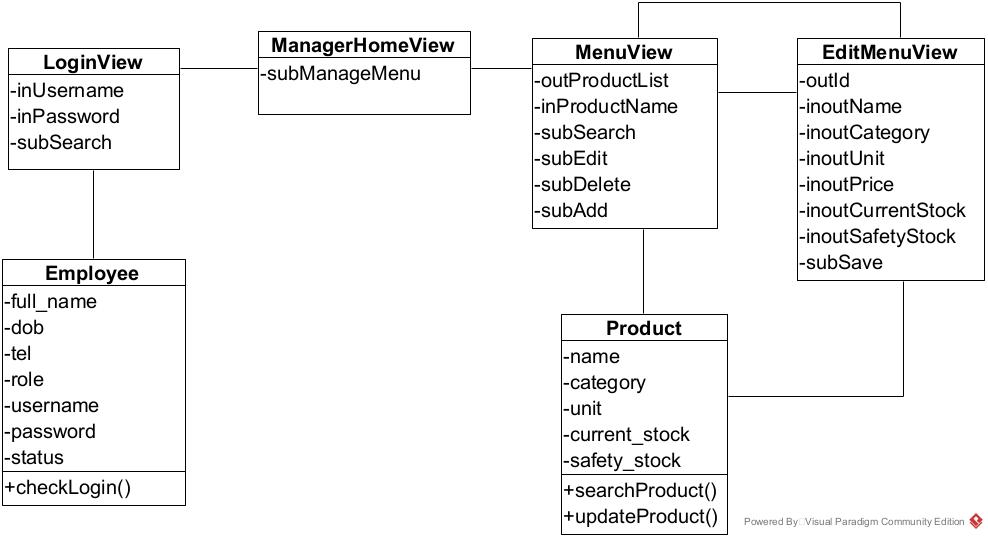 LoginView
-inUsername
-inPassword
-subSearch
ManagerHomeView
-subManageMenu
MenuView
-outProductList
-inProductName
-subSearch
-subEdit
-subDelete
-subAdd
EditMenuView
-outId
-inoutName
-inoutCategory
-inoutUnit
-inoutPrice
-inoutCurrentStock
-inoutSafetyStock
-subSave
Employee
-full_name
-dob
-tel
-role
-username
-password
-status
+checkLogin()
Product
-name
-category
-unit
-current_stock
-safety_stock
+searchProduct()
+updateProduct()
Powered By Visual Paradigm Community Edition